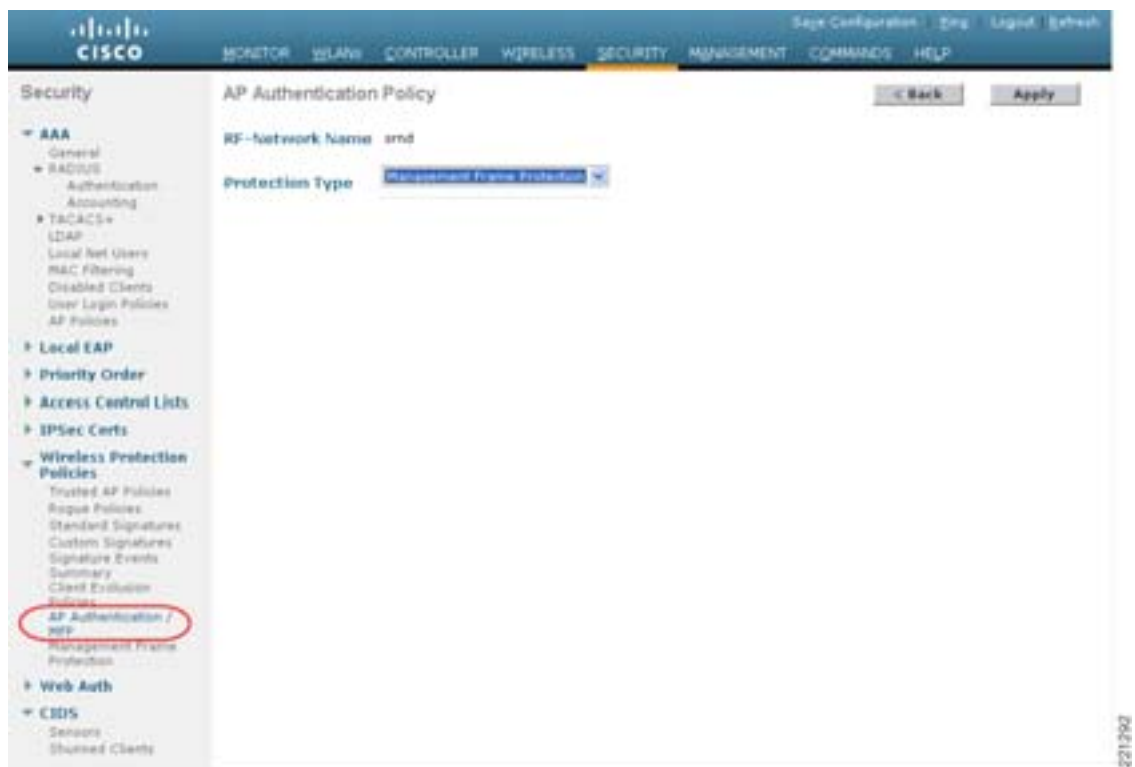 Save Configuration Ping Logout Refresh
CISCO
MONITOR WLANs CONTROLLER WIRELESS SECURITY MANAGEMENT COMMANDS HELP
Security
AP Authentication Policy
< Back
Apply
AAA
General
RADIUS
Authentication
Accounting
TACACS+
LDAP
Local Net Users
MAC Filtering
Disabled Clients
User Login Policies
AP Policies
Local EAP
Priority Order
Access Control Lists
IPSec Certs
Wireless Protection
Policies
Trusted AP Policies
Rogue Policies
Standard Signatures
Custom Signatures
Signature Events
Summary
Client Exclusion
Policies
AP Authentication /
MFP
Management Frame
Protection
Web Auth
CIDS
Sensors
Shunned Clients
RF-Network Name
Protection Type Management Frame Protection
221292